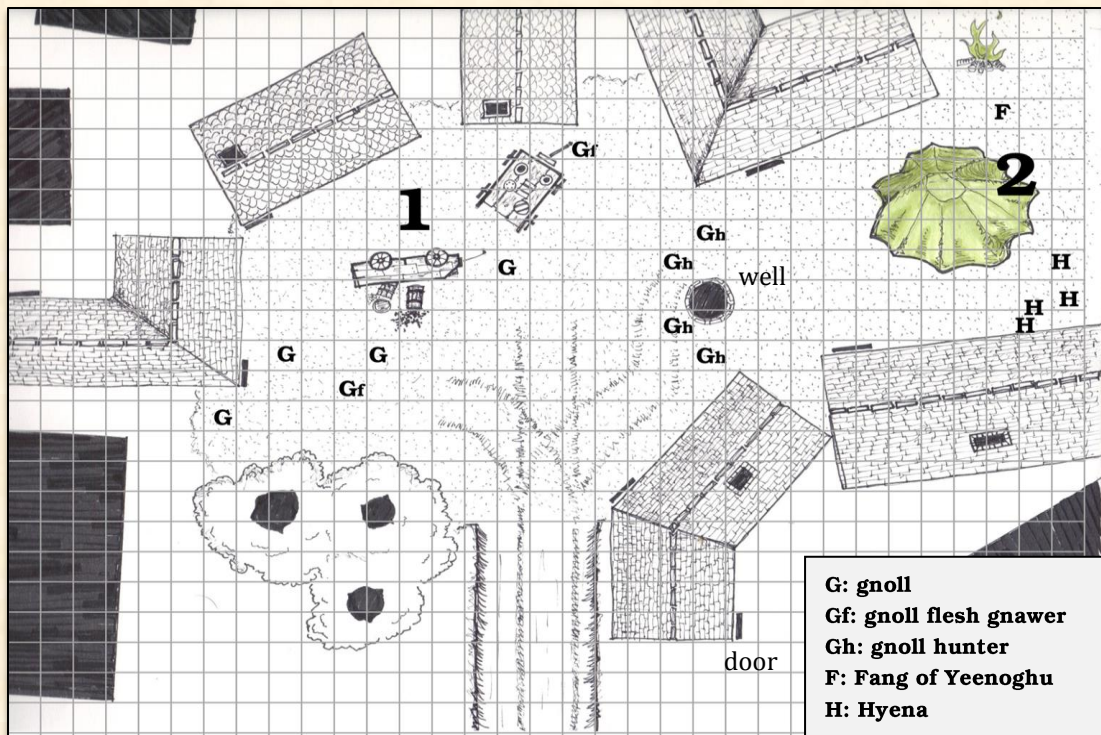 F
Gf
2
1
Gh
Gh
H
G
well
H
H
Gh
H
G
G
Gh
Gf
G
G: gnoll
Gf: gnoll flesh gnawer
Gh: gnoll hunter
F: Fang of Yeenoghu
H: Hyena
door